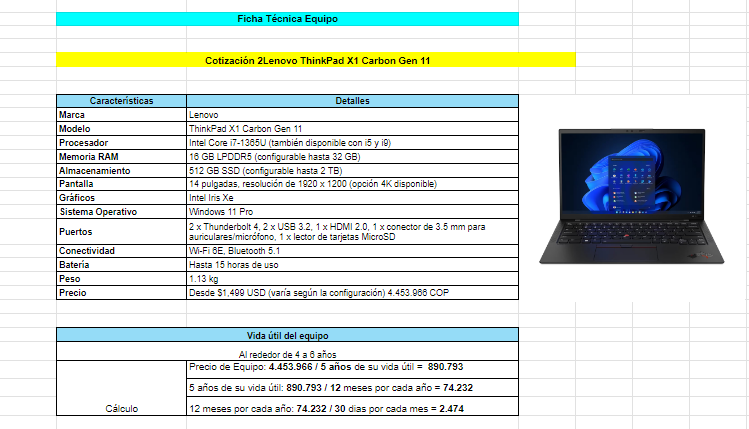 Ficha Técnica Equipo
Cotización 2Lenovo ThinkPad X1 Carbon Gen 11
Características Detalles
Marca Lenovo
Modelo ThinkPad X1 Carbon Gen 11
Procesador Intel Core i7-1365U (también disponible con i5 y i9)
Memoria RAM 16 GB LPDDR5 (configurable hasta 32 GB)
Almacenamiento 512 GB SSD (configurable hasta 2 TB)
Pantalla 14 pulgadas, resolución de 1920 x 1200 (opción 4K disponible)
Gráficos Intel Iris Xe
Sistema Operativo Windows 11 Pro
Puertos 2 x Thunderbolt 4, 2 x USB 3.2, 1 x HDMI 2.0, 1 x conector de 3.5 mm para
auriculares/micrófono, 1 x lector de tarjetas MicroSD
Conectividad Wi-Fi 6E, Bluetooth 5.1
Batería Hasta 15 horas de uso
Peso 1.13 kg
Precio Desde $1,499 USD (varía según la configuración) 4.453.966 COP
Vida útil del equipo
Al rededor de 4 a 6 años
Cálculo
Precio de Equipo: 4.453.966 / 5 años de su vida útil = 890.793
5 años de su vida útil: 890.793 / 12 meses por cada año = 74.232
12 meses por cada año: 74.232 / 30 dias por cada mes = 2.474